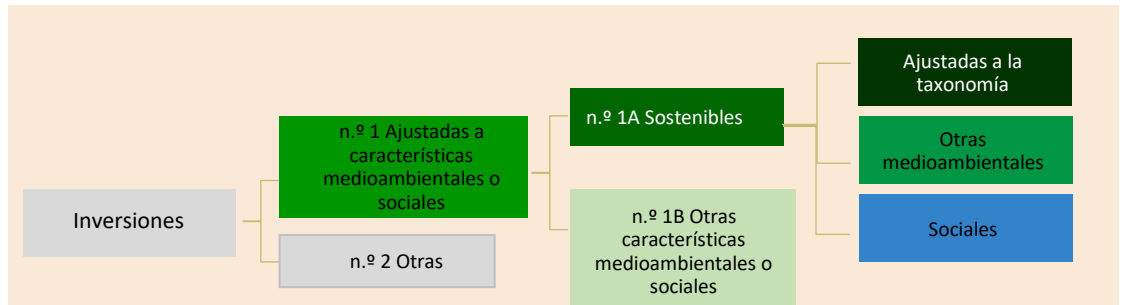 Inversiones
n.º 1 Ajustadas a
características
medioambientales o
sociales
n.º 2 Otras
n.º 1A Sostenibles
n.º 1B Otras
características
medioambientales o
sociales
Ajustadas a la
taxonomía
Otras
medioambientales
Sociales